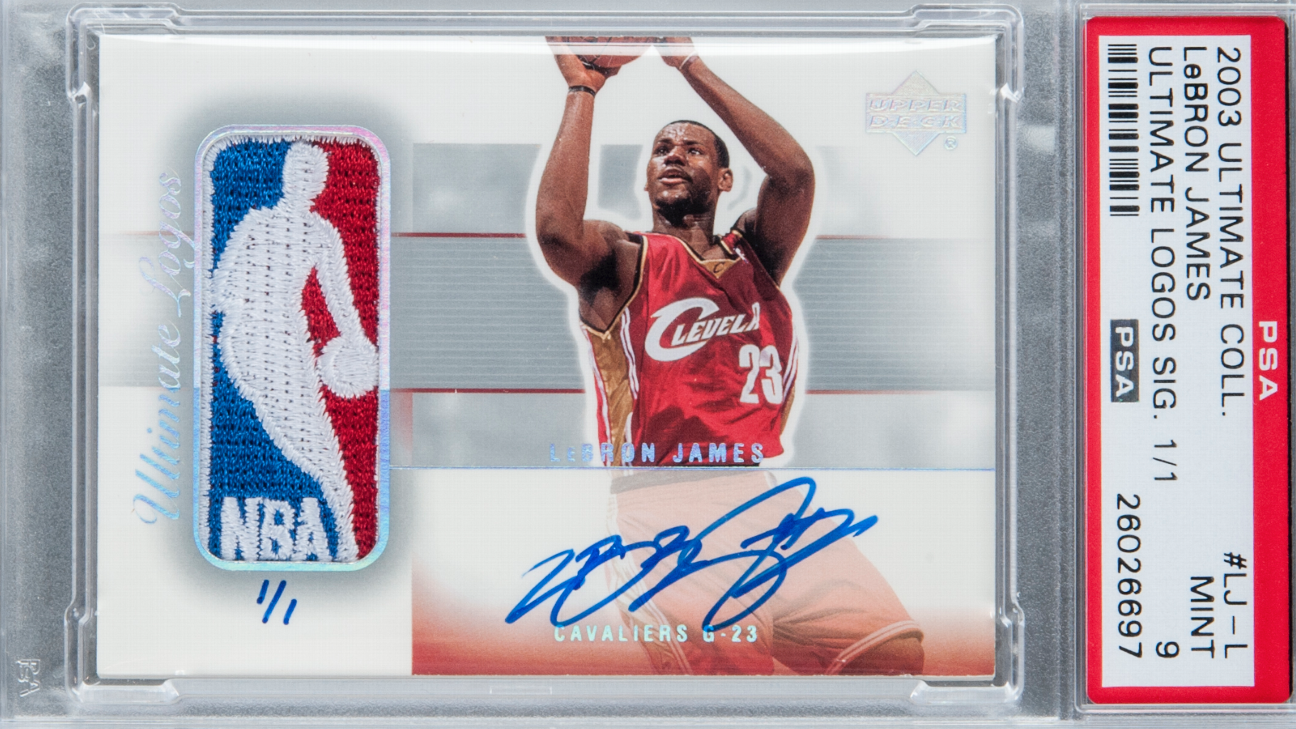 Ultimate Logos
NBA
1/1
UPPER
DECK
CLEVELA
23
LeBRON JAMES
CAVALIERS G-23
2003 ULTIMATE COLL. #LJ-L
LeBRON JAMES MINT
ULTIMATE LOGOS SIG. 1/1 9
PSA 26026697
PSA
PSA